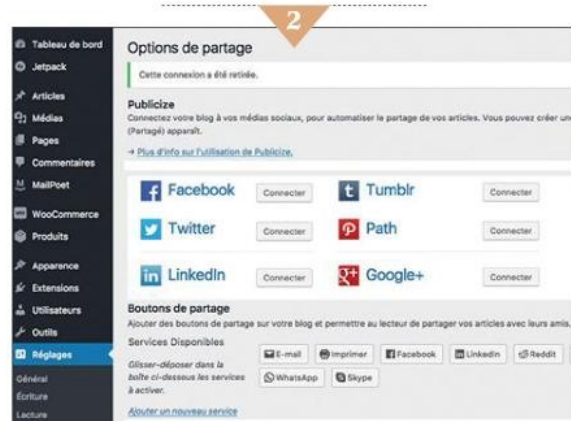 2
Tableau de bord
Jetpack
Articles
Médias
Pages
Commentaires
MailPoet
WooCommerce
Produits
Apparence
Extensions
Utilisateurs
Outils
Réglages
Général
Écriture
Lecture
Options de partage
Cette connexion a été retirée.
Publicize
Connectez votre blog à vos médias sociaux, pour automatiser le partage de vos articles. Vous pouvez créer une
(Partagé) apparaît.
→ Plus d'info sur l'utilisation de Publicize.
Facebook Connecter Tumblr Connecter
Twitter Connecter Path Connecter
LinkedIn Connecter Google+ Connecter
Boutons de partage
Ajouter des boutons de partage sur votre blog et permettre au lecteur de partager vos articles avec leurs amis.
Services Disponibles
Glisser-déposer dans la
boîte ci-dessous les services
à activer.
Ajouter un nouveau service
E-mail Imprimer Facebook LinkedIn Reddit
WhatsApp Skype